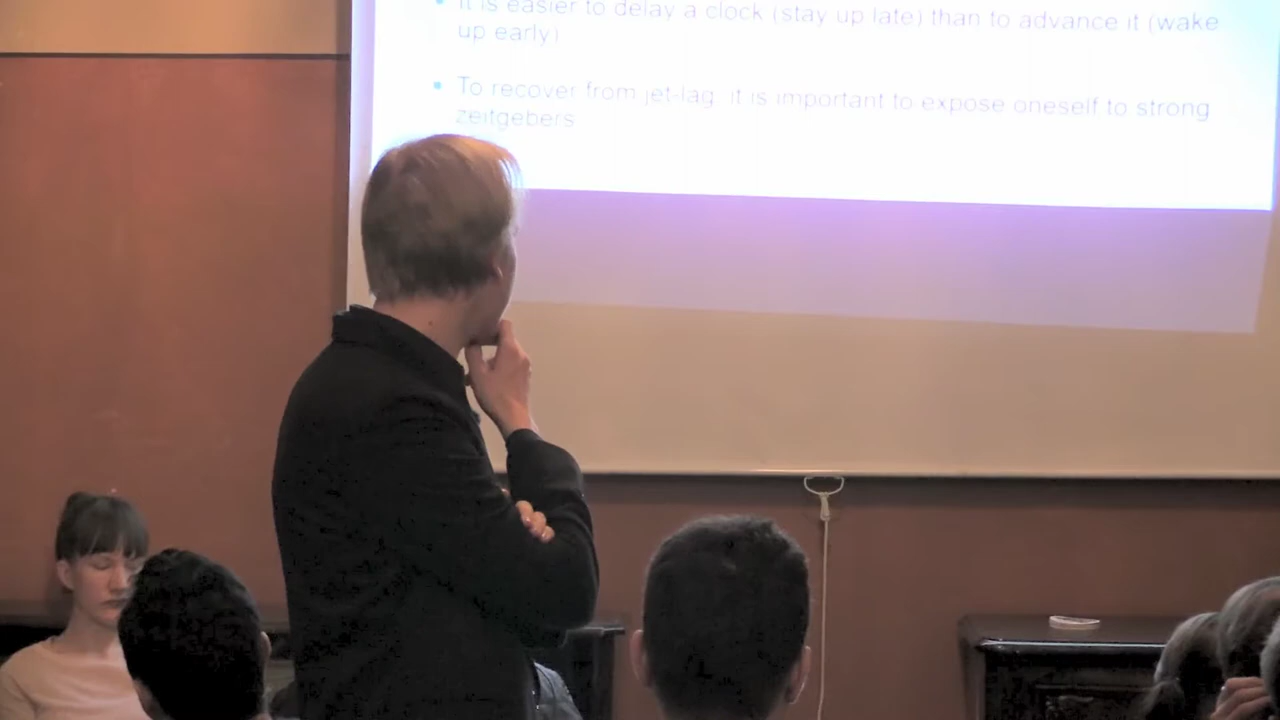 It is easier to delay a clock (stay up late) than to advance it (wake
up early)
To recover from jet-lag, it is important to expose oneself to strong
zeitgebers